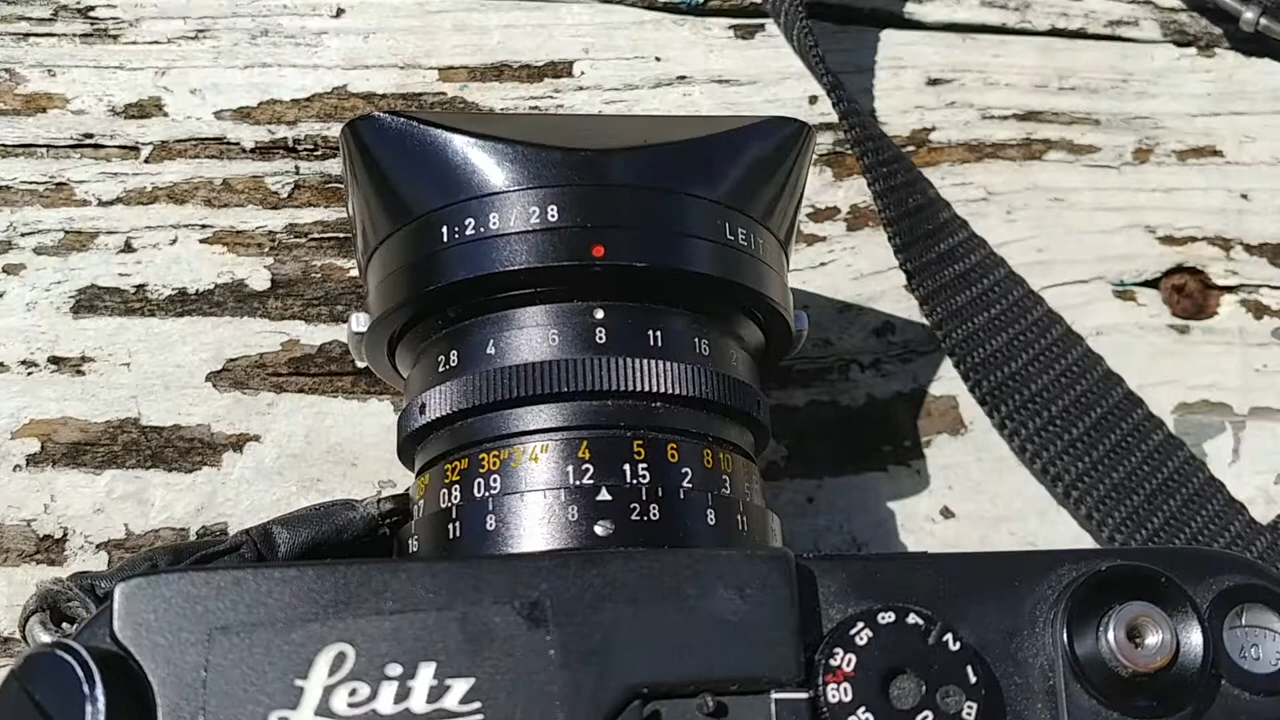 1:2.8 / 28
LEIT
2.8 4 5.6 8 11 16
32" 36" 4 5 6 8 10
0.8 0.9 1.2 1.5 2 3
16 11 8 2.8 8 11
Leitz
15 8 4 2 1 B
30
60
40